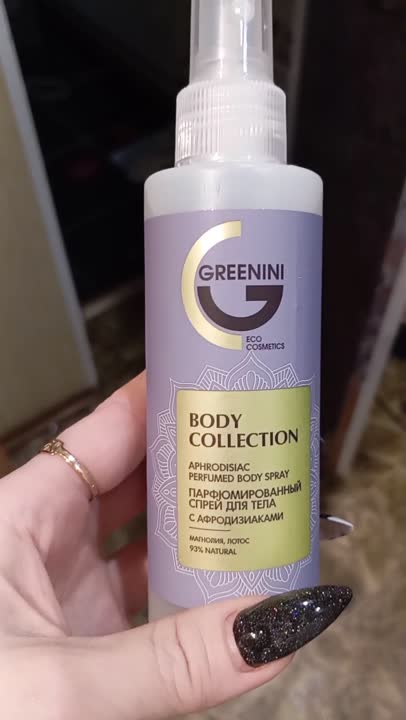 GREENINI
ECO
COSMETICS
BODY
COLLECTION
APHRODISIAC
PERFUMED BODY SPRAY
ПАРФЮМИРОВАННЫЙ
СПРЕЙ ДЛЯ ТЕЛА
С АФРОДИЗИАКАМИ
МАГНОЛИЯ, ЛОТОС
93% NATURAL